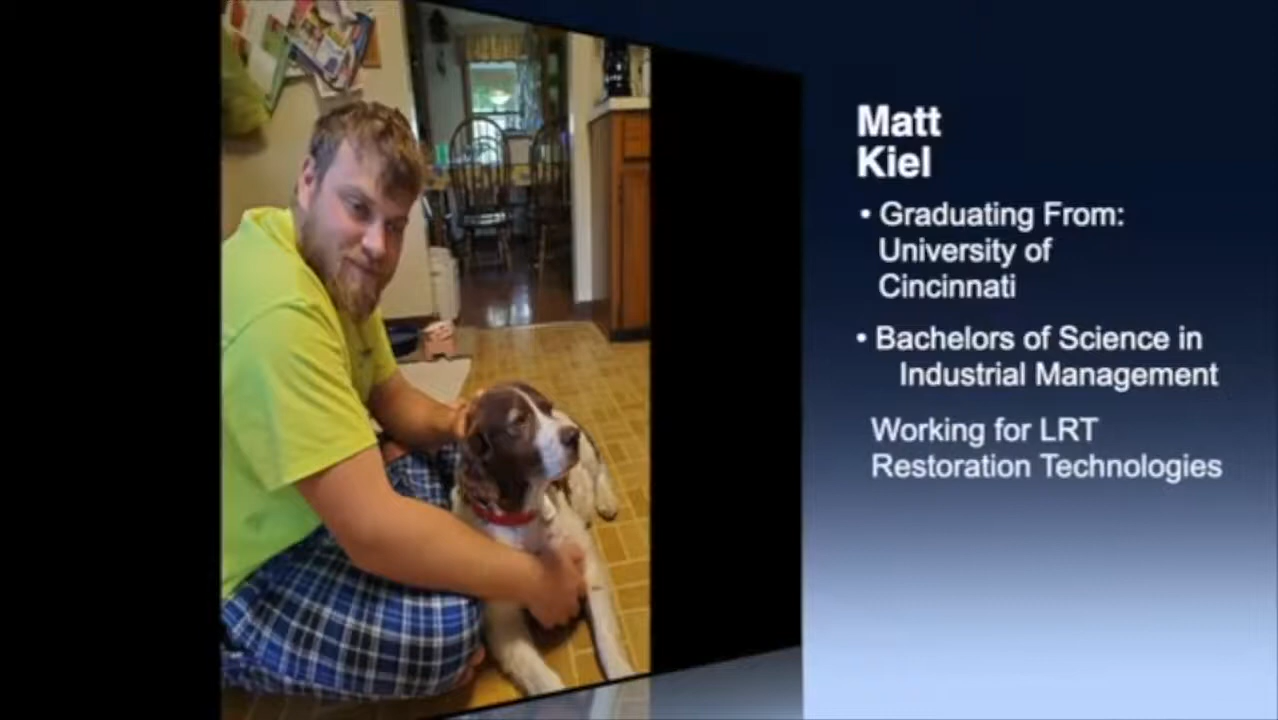 Matt
Kiel
• Graduating From:
University of
Cincinnati
• Bachelors of Science in
Industrial Management
Working for LRT
Restoration Technologies